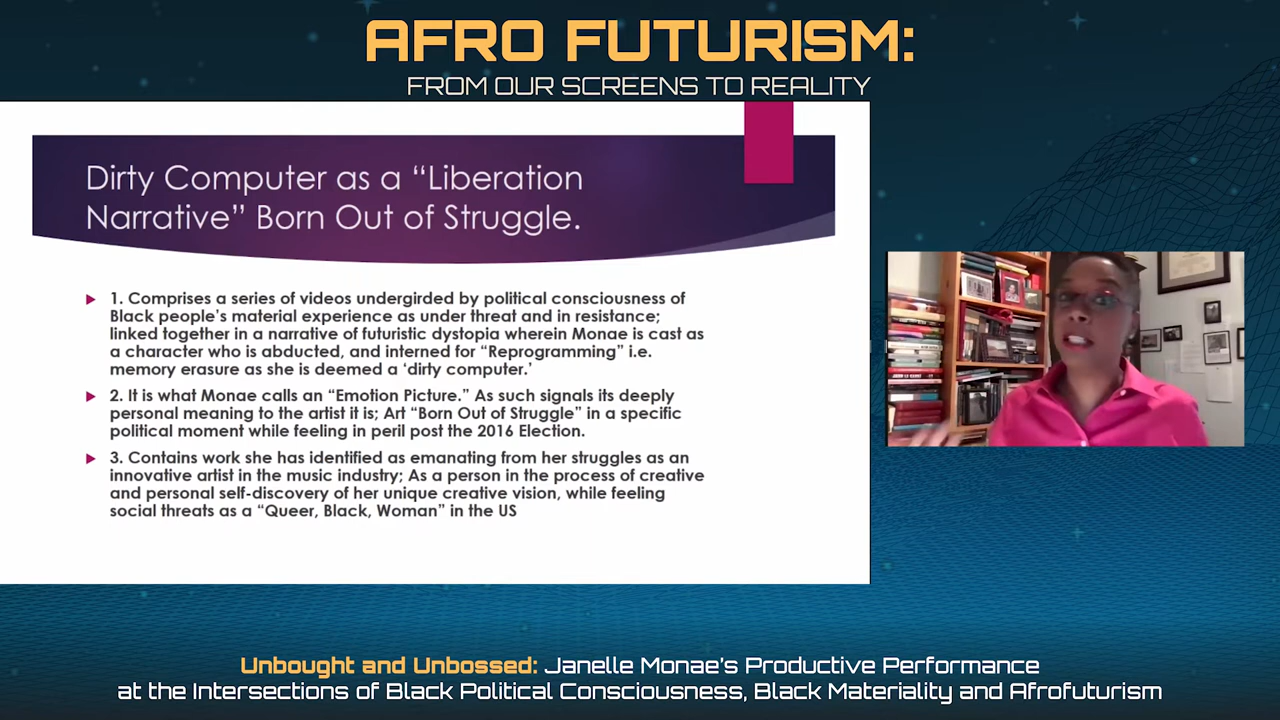 AFRO FUTURISM:
FROM OUR SCREENS TO REALITY
Dirty Computer as a “Liberation
Narrative” Born Out of Struggle.
1. Comprises a series of videos undergirded by political consciousness of
Black people’s material experience as under threat and in resistance;
linked together in a narrative of futuristic dystopia wherein Monae is cast as
a character who is abducted, and interned for “Reprogramming” i.e.
memory erasure as she is deemed a ‘dirty computer.’
2. It is what Monae calls an “Emotion Picture.” As such signals its deeply
personal meaning to the artist it is; Art “Born Out of Struggle” in a specific
political moment while feeling in peril post the 2016 Election.
3. Contains work she has identified as emanating from her struggles as an
innovative artist in the music industry; As a person in the process of creative
and personal self-discovery of her unique creative vision, while feeling
social threats as a “Queer, Black, Woman” in the US
Unbought and Unbossed: Janelle Monae’s Productive Performance
at the Intersections of Black Political Consciousness, Black Materiality and Afrofuturism